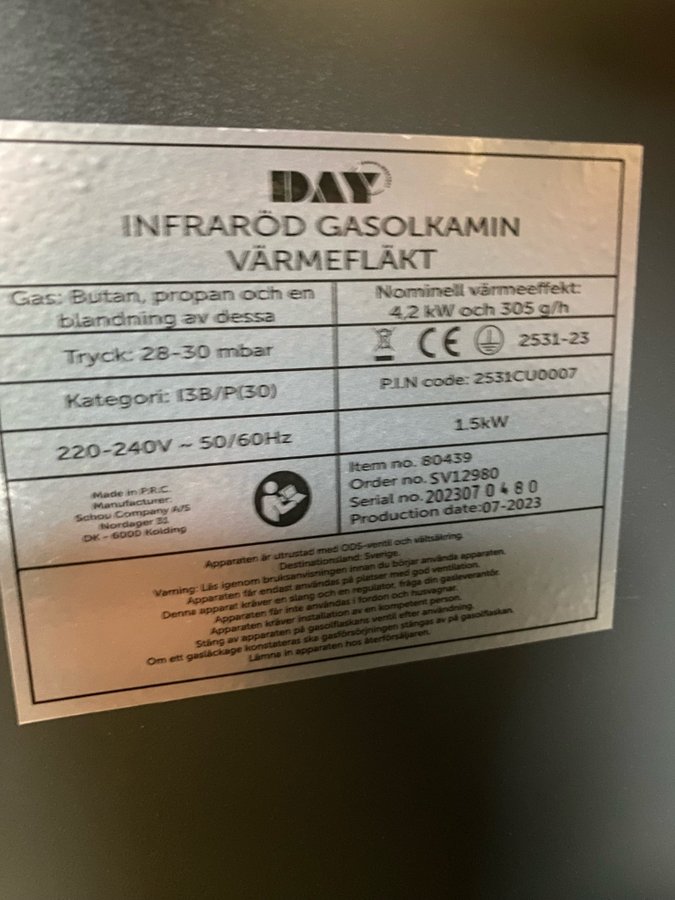 DAY
INFRARÖD GASOLKAMIN
VÄRMEFLÄKT
Gas: Butan, propan och en
blandning av dessa
Nominell värmeeffekt:
4,2 kW och 305 g/h
Tryck: 28-30 mbar
CE 2531-23
Kategori: I3B/P(30)
P.I.N code: 2531CU0007
220-240V ~ 50/60Hz
1.5kW
Made in P.R.C.
Manufacturer:
Schou Company A/S
Nordager 31
DK - 6000 Kolding
Item no. 80439
Order no. SV12980
Serial no. 202307 0 4 8 0
Production date:07-2023
Apparaten är utrustad med ODS-ventil och vältsäkring.
Destinationsland: Sverige.
Varning: Läs igenom bruksanvisningen innan du börjar använda apparaten.
Apparaten får endast användas på platser med god ventilation.
Denna apparat kräver en slang och en regulator, fråga din gasleverantör.
Apparaten får inte användas i fordon och husvagnar.
Apparaten kräver installation av en kompetent person.
Stäng av apparaten på gasolflaskans ventil efter användning.
Om ett gasläckage konstateras ska gasförsörjningen stängas av på gasolflaskan.
Lämna in apparaten hos återförsäljaren.